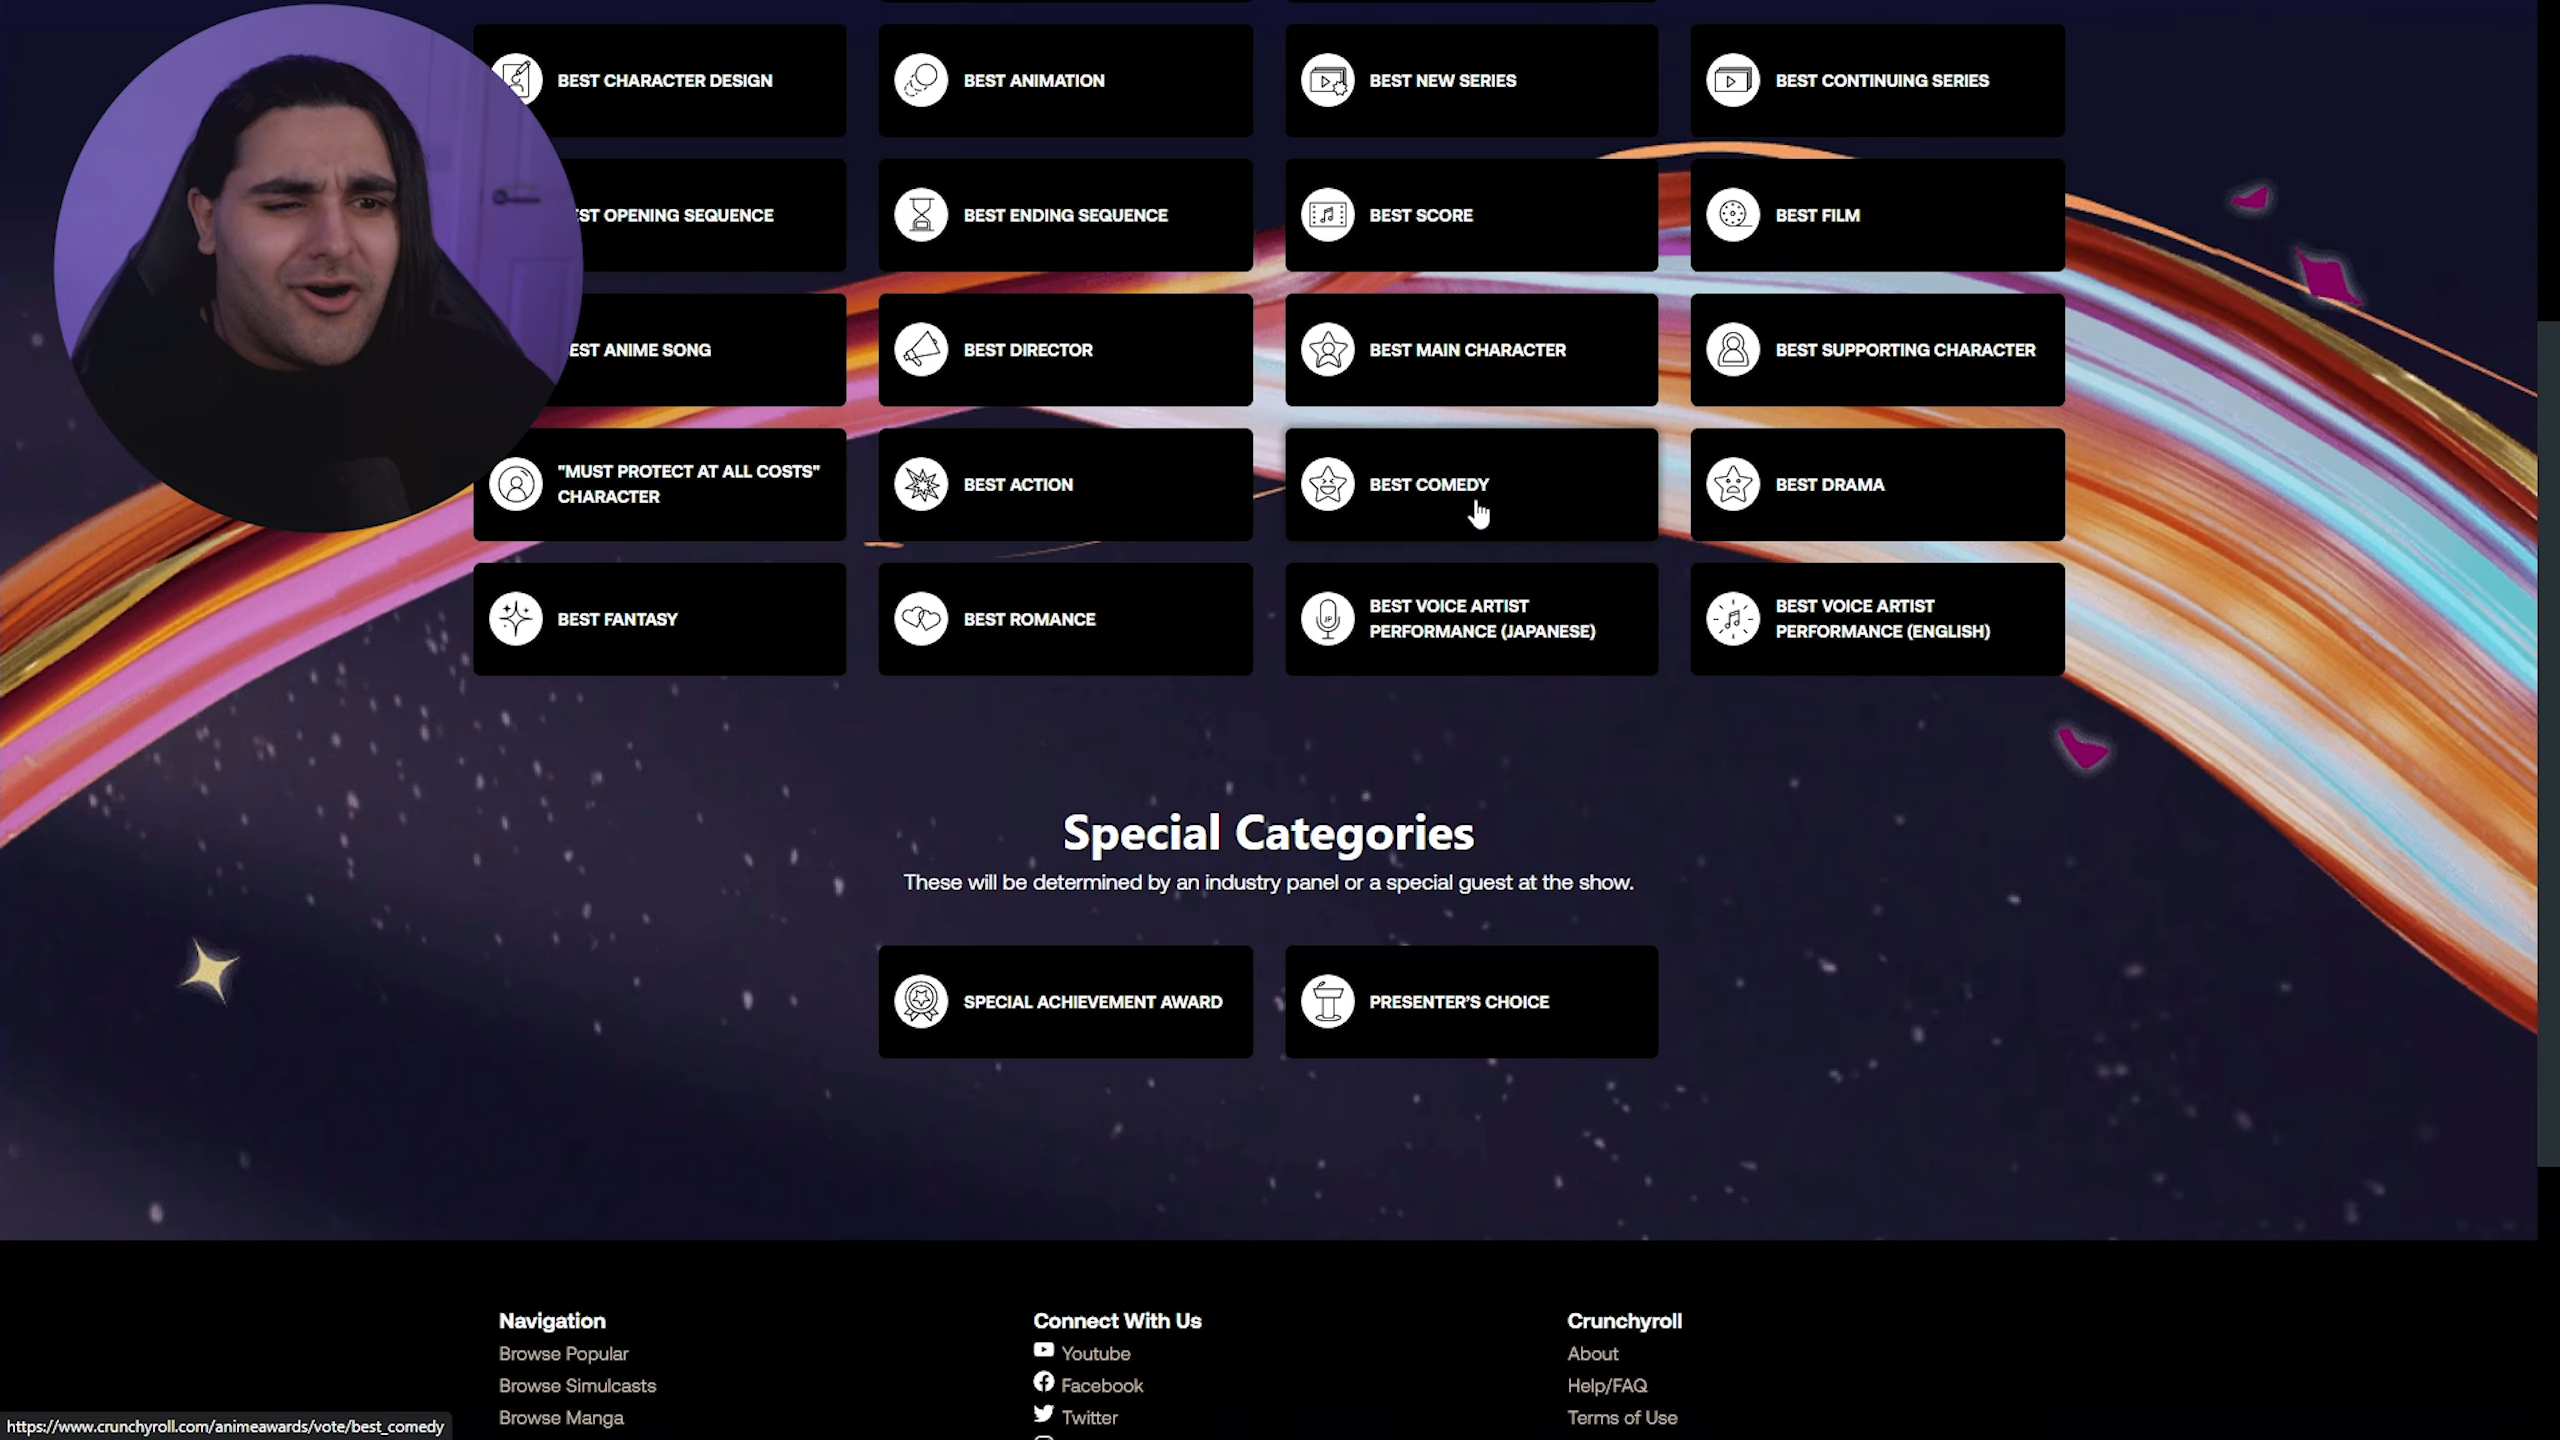 BEST CHARACTER DESIGN
BEST ANIMATION
BEST NEW SERIES
BEST CONTINUING SERIES
EST OPENING SEQUENCE
BEST ENDING SEQUENCE
BEST SCORE
BEST FILM
EST ANIME SONG
BEST DIRECTOR
BEST MAIN CHARACTER
BEST SUPPORTING CHARACTER
"MUST PROTECT AT ALL COSTS"
CHARACTER
BEST ACTION
BEST COMEDY
BEST DRAMA
BEST FANTASY
BEST ROMANCE
JP
BEST VOICE ARTIST
PERFORMANCE (JAPANESE)
BEST VOICE ARTIST
PERFORMANCE (ENGLISH)
Special Categories
These will be determined by an industry panel or a special guest at the show.
SPECIAL ACHIEVEMENT AWARD
PRESENTER'S CHOICE
Navigation
Browse Popular
Browse Simulcasts
Browse Manga
Connect With Us
Youtube
Facebook
Twitter
Crunchyroll
About
Help/FAQ
Terms of Use
https://www.crunchyroll.com/animeawards/vote/best_comedy